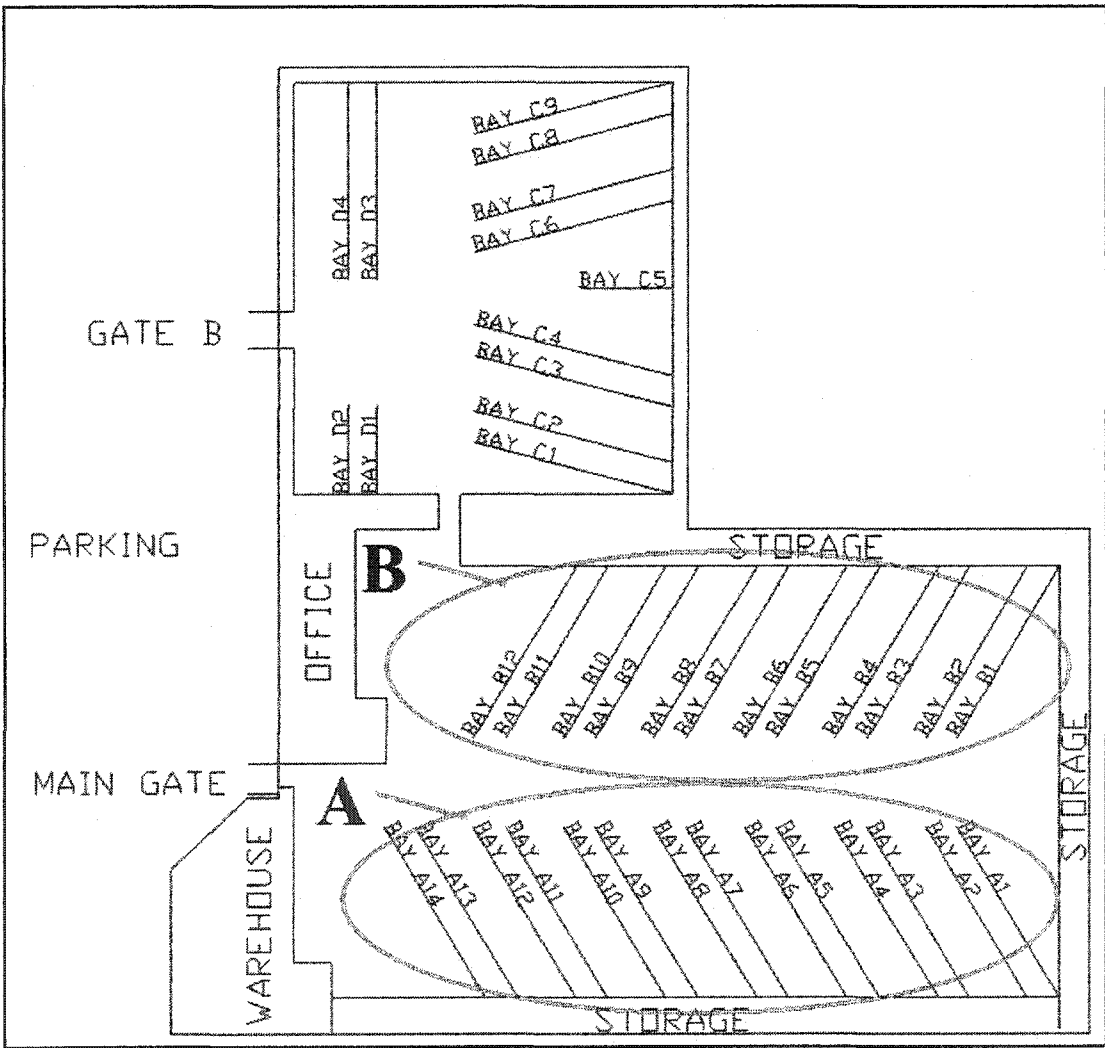 BAY C9
BAY C8
BAY C7
BAY C6
BAY C5
BAY C4
BAY C3
BAY C2
BAY C1
BAY D4
BAY D3
BAY D2
BAY D1
GATE B
PARKING
OFFICE
B
STORAGE
BAY B12
BAY B11
BAY B10
BAY B9
BAY B8
BAY B7
BAY B6
BAY B5
BAY B4
BAY B3
BAY B2
BAY B1
MAIN GATE
A
STORAGE
WAREHOUSE
BAY A14
BAY A13
BAY A12
BAY A11
BAY A10
BAY A9
BAY A8
BAY A7
BAY A6
BAY A5
BAY A4
BAY A3
BAY A2
BAY A1
STORAGE